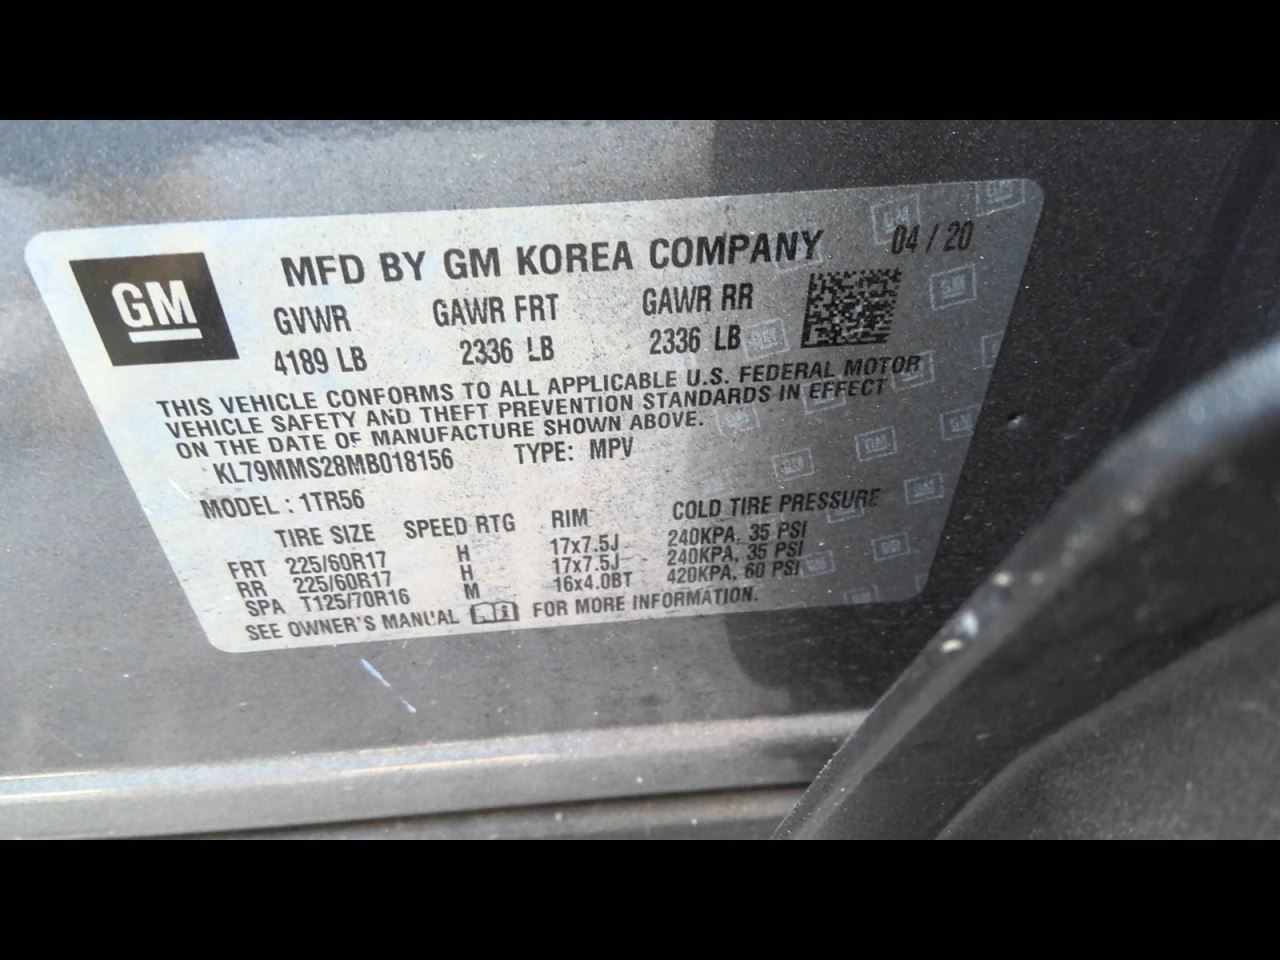 GM
MFD BY GM KOREA COMPANY 04 / 20
GVWR GAWR FRT GAWR RR
4189 LB 2336 LB 2336 LB
THIS VEHICLE CONFORMS TO ALL APPLICABLE U.S. FEDERAL MOTOR
VEHICLE SAFETY AND THEFT PREVENTION STANDARDS IN EFFECT
ON THE DATE OF MANUFACTURE SHOWN ABOVE.
KL79MMS28MB018156 TYPE: MPV
MODEL : 1TR56
TIRE SIZE SPEED RTG RIM COLD TIRE PRESSURE
FRT 225/60R17 H 17x7.5J 240KPA, 35 PSI
RR 225/60R17 H 17x7.5J 240KPA, 35 PSI
SPA T125/70R16 M 16x4.0BT 420KPA, 60 PSI
SEE OWNER'S MANUAL FOR MORE INFORMATION.